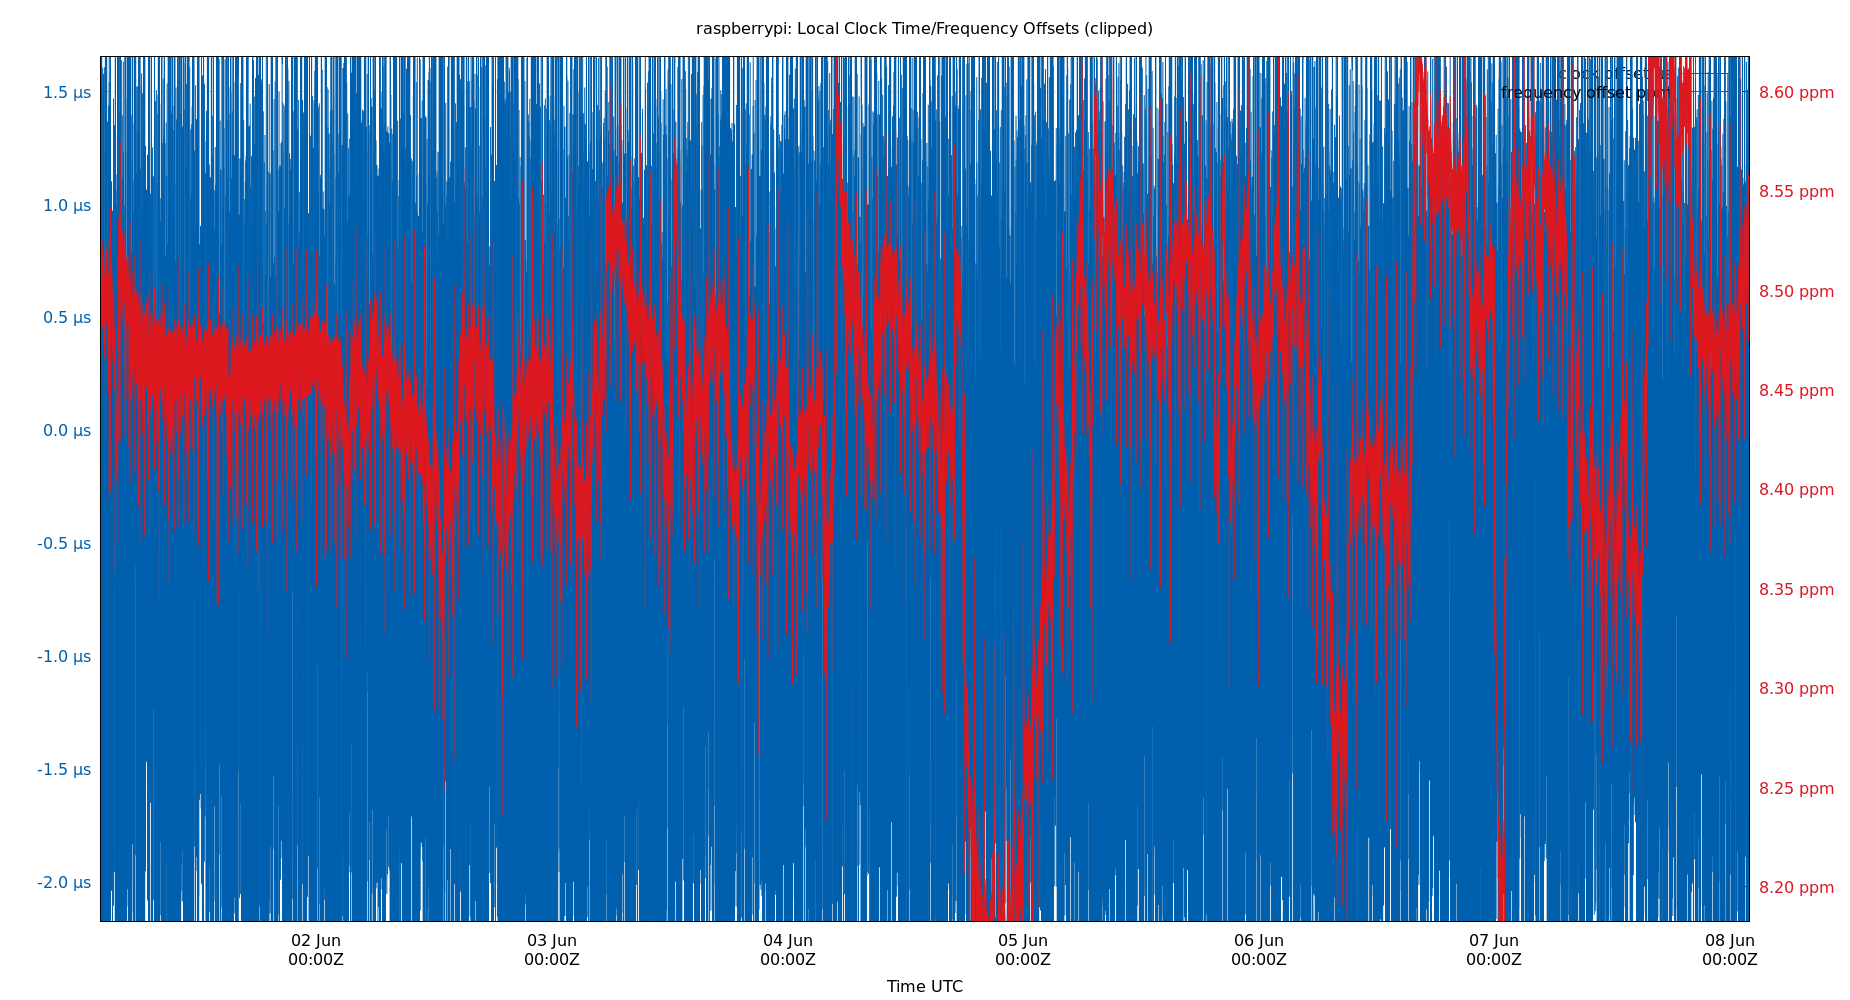 raspberrypi: Local Clock Time/Frequency Offsets (clipped)
clock offset
frequency offset ppm
1.5 µs
1.0 µs
0.5 µs
0.0 µs
-0.5 µs
-1.0 µs
-1.5 µs
-2.0 µs
8.60 ppm
8.55 ppm
8.50 ppm
8.45 ppm
8.40 ppm
8.35 ppm
8.30 ppm
8.25 ppm
8.20 ppm
02 Jun 03 Jun 04 Jun 05 Jun 06 Jun 07 Jun 08 Jun
00:00Z 00:00Z 00:00Z 00:00Z 00:00Z 00:00Z 00:00Z
Time UTC